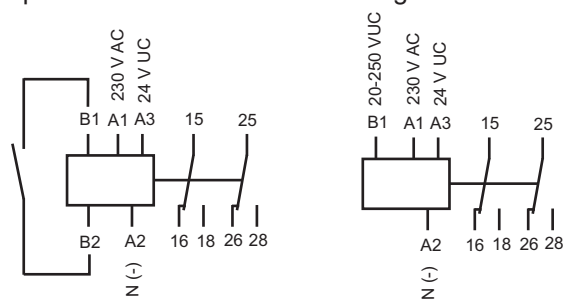 230 V AC
24 V UC
B1 A1 A3 15 25
B2 A2 16 18 26 28
N (-)
20-250 VUC
230 V AC
24 V UC
B1 A1 A3 15 25
A2 16 18 26 28
N (-)